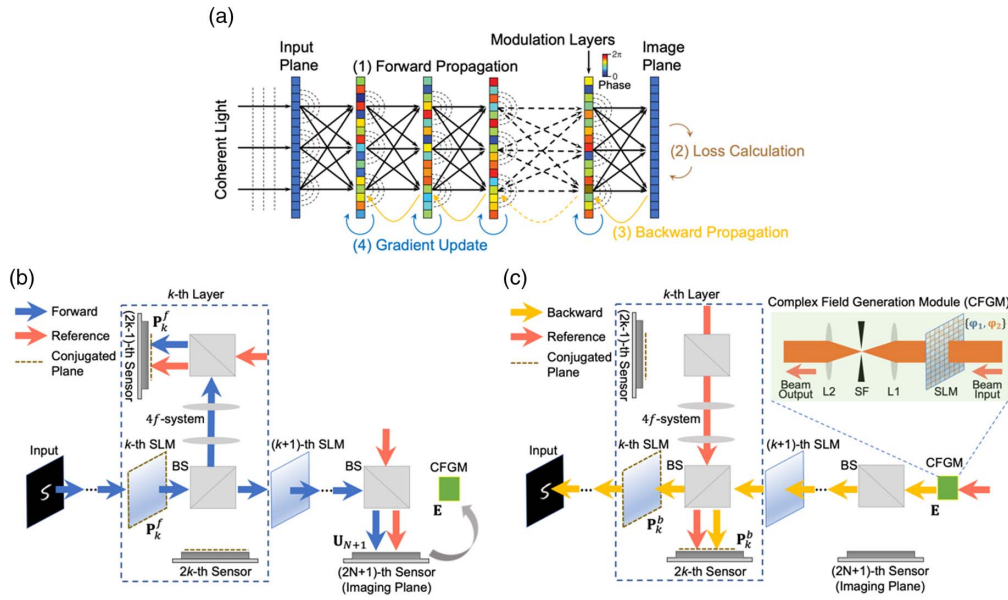 (a)
Input
Plane
(1) Forward Propagation
Modulation Layers
2π
0
Phase
Image
Plane
Coherent Light
(2) Loss Calculation
(3) Backward Propagation
(4) Gradient Update
(b)
Forward
Reference
Conjugated
Plane
k-th Layer
P_k^f
(2k-1)-th Sensor
4f-system
Input
k-th SLM
BS
(k+1)-th SLM
BS
CFGM
E
5
P_k^f
U_{N+1}
2k-th Sensor
(2N+1)-th Sensor
(Imaging Plane)
(c)
Backward
Reference
Conjugated
Plane
k-th Layer
(2k-1)-th Sensor
Complex Field Generation Module (CFGM)
{φ1, φ2}
Beam
Output
L2
SF
L1
SLM
Beam
Input
4f-system
Input
k-th SLM
BS
(k+1)-th SLM
BS
CFGM
E
5
P_k^b
P_k^b
2k-th Sensor
(2N+1)-th Sensor
(Imaging Plane)